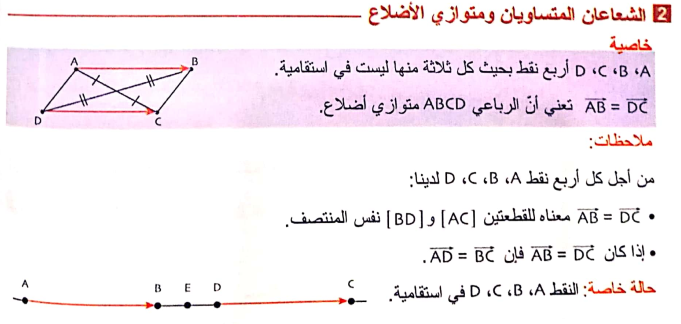 2 الشعاعان المتساويان ومتوازي الأضلاع
خاصية
D ،C ،B ،A أربع نقط بحيث كل ثلاثة منها ليست في استقامية.
$\overrightarrow{AB} = \overrightarrow{DC}$ تعني أنّ الرباعي ABCD متوازي أضلاع.
A
B
D
C
ملاحظات:
من أجل كل أربع نقط D ،C ،B ،A لدينا:
• $\overrightarrow{AB} = \overrightarrow{DC}$ معناه للقطعتين [AC] و [BD] نفس المنتصف.
• إذا كان $\overrightarrow{AB} = \overrightarrow{DC}$ فإن $\overrightarrow{AD} = \overrightarrow{BC}$.
حالة خاصة: النقط D ،C ،B ،A في استقامية.
A B E D C